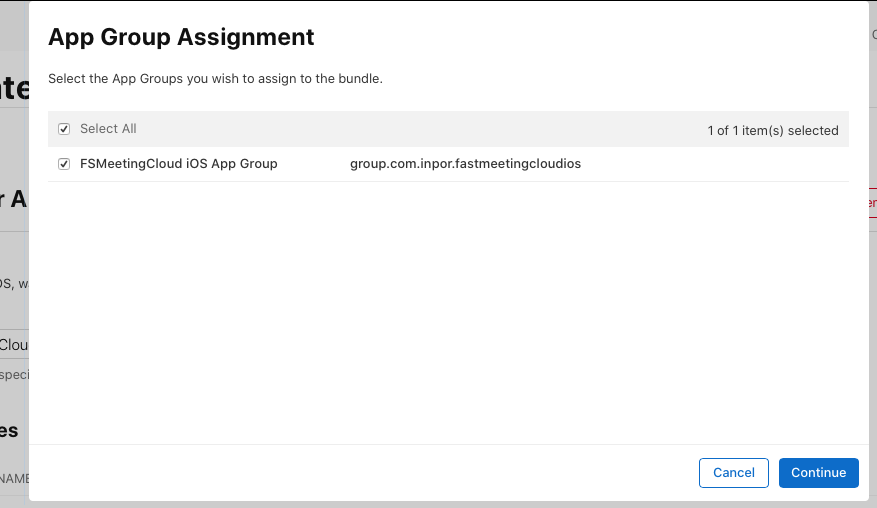 App Group Assignment
Select the App Groups you wish to assign to the bundle.
Select All
1 of 1 item(s) selected
FSMeetingCloud iOS App Group
group.com.inpor.fastmeetingcloudios
Cancel
Continue